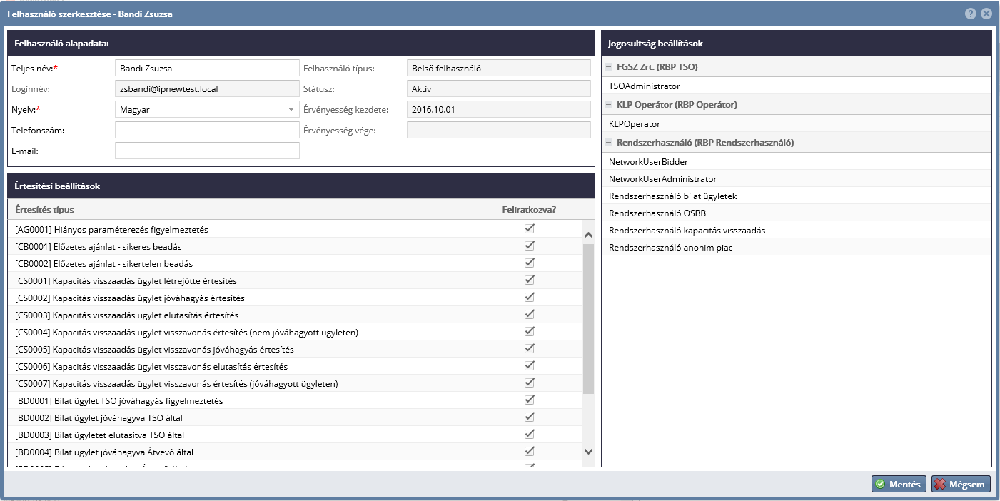 Felhasználó szerkesztése - Bandi Zsuzsa
Felhasználó alapadatai
Teljes név:* Bandi Zsuzsa Felhasználó típus: Belső felhasználó
Loginnév: zsbandi@ipnewtest.local Státusz: Aktív
Nyelv:* Magyar Érvényesség kezdete: 2016.10.01
Telefonszám: Érvényesség vége:
E-mail:
Értesítési beállítások
Értesítés típus Feliratkozva?
[AG0001] Hiányos paraméterezés figyelmeztetés
[CB0001] Előzetes ajánlat - sikeres beadás
[CB0002] Előzetes ajánlat - sikertelen beadás
[CS0001] Kapacitás visszaadás ügylet létrejötte értesítés
[CS0002] Kapacitás visszaadás ügylet jóváhagyás értesítés
[CS0003] Kapacitás visszaadás ügylet elutasítás értesítés
[CS0004] Kapacitás visszaadás ügylet visszavonás értesítés (nem jóváhagyott ügyleten)
[CS0005] Kapacitás visszaadás ügylet visszavonás jóváhagyás értesítés
[CS0006] Kapacitás visszaadás ügylet visszavonás elutasítás értesítés
[CS0007] Kapacitás visszaadás ügylet visszavonás értesítés (jóváhagyott ügyleten)
[BD0001] Bilat ügylet TSO jóváhagyás figyelmeztetés
[BD0002] Bilat ügylet jóváhagyva TSO által
[BD0003] Bilat ügyletet elutasítva TSO által
[BD0004] Bilat ügylet jóváhagyva Átvevő által
Jogosultság beállítások
FGSZ Zrt. (RBP TSO)
TSOAdministrator
KLP Operátor (RBP Operátor)
KLPOperator
Rendszerhasználó (RBP Rendszerhasználó)
NetworkUserBidder
NetworkUserAdministrator
Rendszerhasználó bilat ügyletek
Rendszerhasználó OSBB
Rendszerhasználó kapacitás visszaadás
Rendszerhasználó anonim piac
Mentés Mégsem